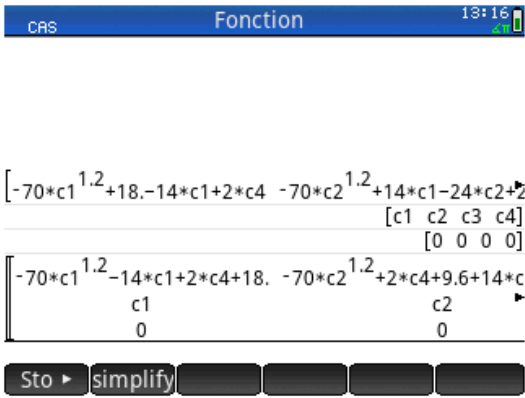 CAS Fonction 13:16 ∡π
[-70*c1^1.2+18.-14*c1+2*c4 -70*c2^1.2+14*c1-24*c2+2
[c1 c2 c3 c4]
[0 0 0 0]
-70*c1^1.2-14*c1+2*c4+18. -70*c2^1.2+2*c4+9.6+14*c
c1 c2
0 0
Sto ► simplify